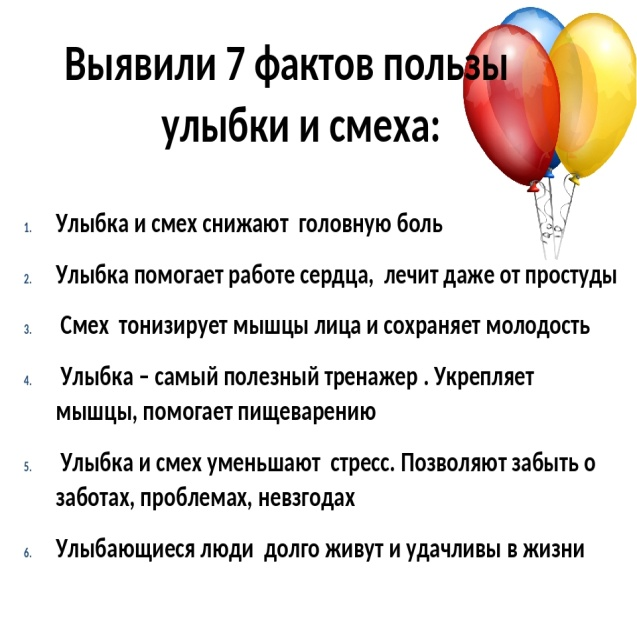 Выявили 7 фактов пользы
улыбки и смеха:
1. Улыбка и смех снижают головную боль
2. Улыбка помогает работе сердца, лечит даже от простуды
3. Смех тонизирует мышцы лица и сохраняет молодость
4. Улыбка – самый полезный тренажер . Укрепляет
мышцы, помогает пищеварению
5. Улыбка и смех уменьшают стресс. Позволяют забыть о
заботах, проблемах, невзгодах
6. Улыбающиеся люди долго живут и удачливы в жизни